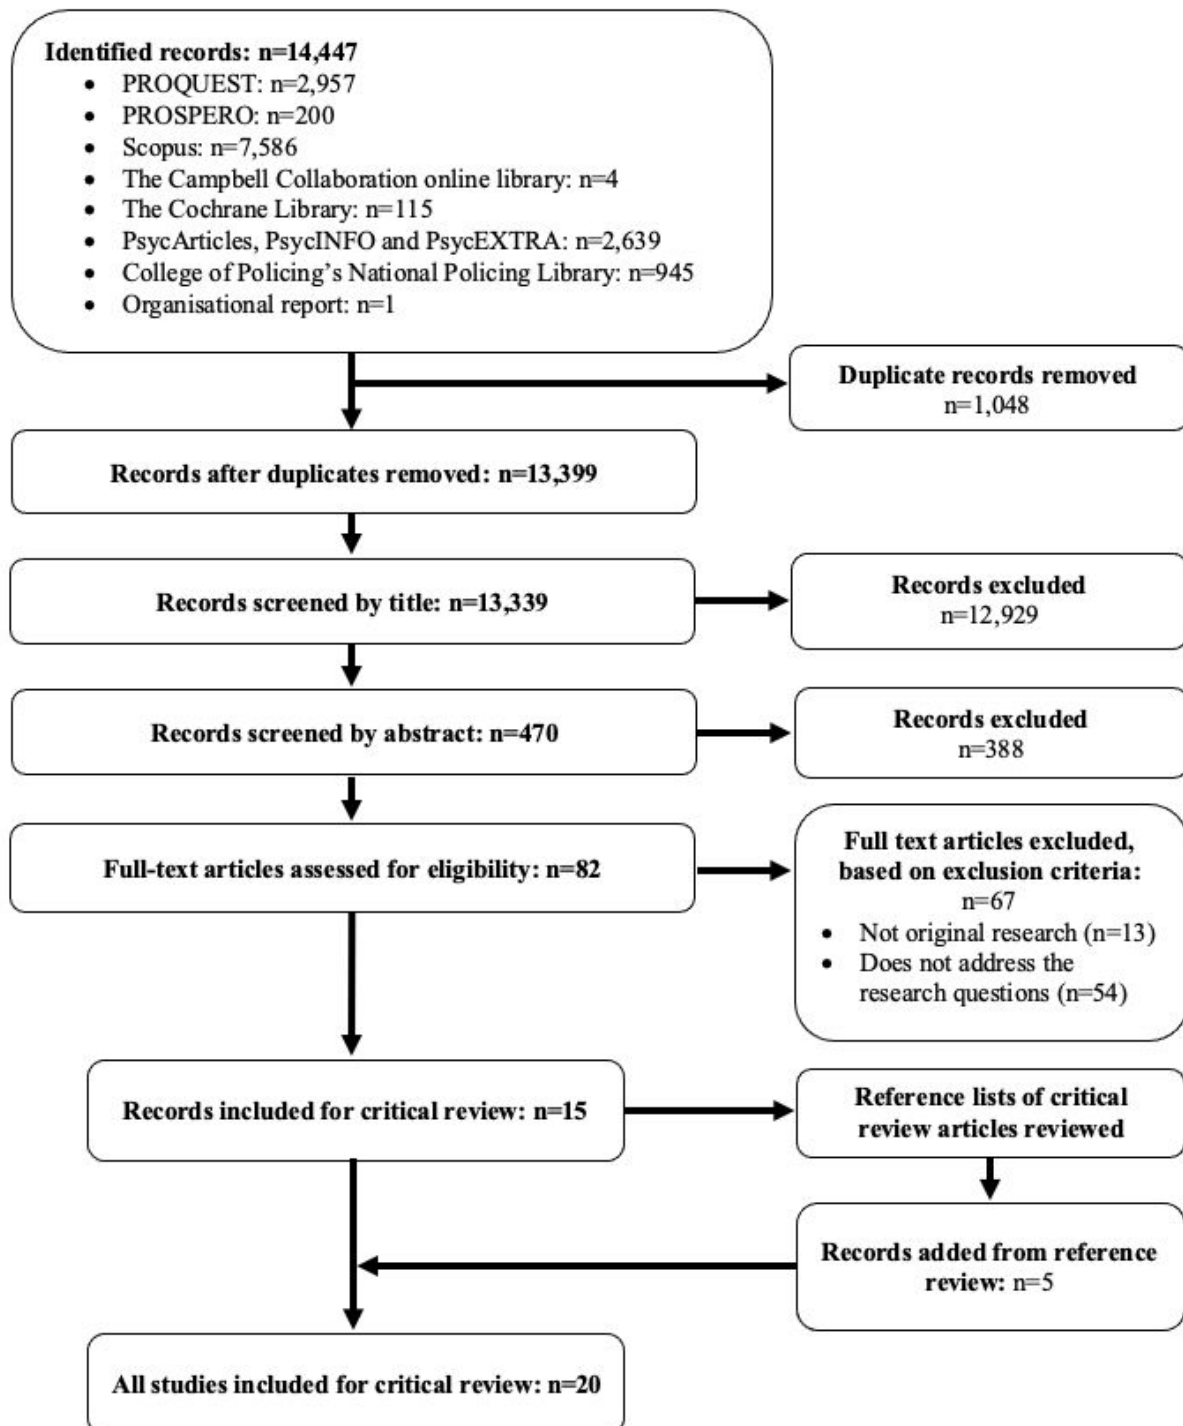 Identified records: n=14,447
• PROQUEST: n=2,957
• PROSPERO: n=200
• Scopus: n=7,586
• The Campbell Collaboration online library: n=4
• The Cochrane Library: n=115
• PsycArticles, PsycINFO and PsycEXTRA: n=2,639
• College of Policing’s National Policing Library: n=945
• Organisational report: n=1
Duplicate records removed
n=1,048
Records after duplicates removed: n=13,399
Records screened by title: n=13,339
Records excluded
n=12,929
Records screened by abstract: n=470
Records excluded
n=388
Full-text articles assessed for eligibility: n=82
Full text articles excluded,
based on exclusion criteria:
n=67
• Not original research (n=13)
• Does not address the
research questions (n=54)
Records included for critical review: n=15
Reference lists of critical
review articles reviewed
Records added from reference
review: n=5
All studies included for critical review: n=20